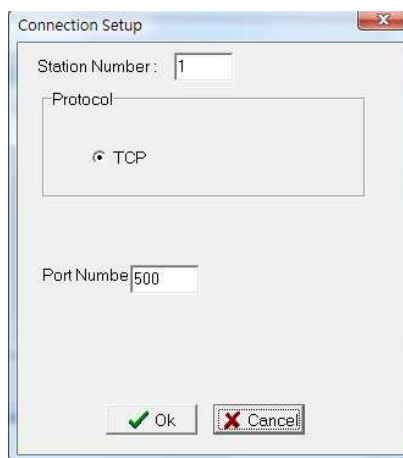 Connection Setup
Station Number : 1
Protocol
TCP
Port Numbe 500
Ok Cancel